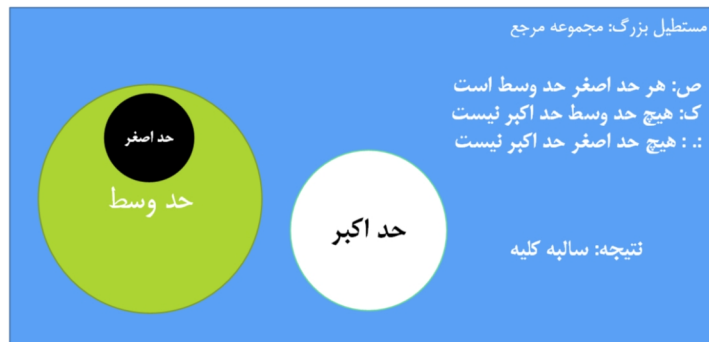 مستطیل بزرگ: مجموعه مرجع
ص: هر حد اصغر حد وسط است
ک: هیچ حد وسط حد اکبر نیست
∴ : هیچ حد اصغر حد اکبر نیست
حد اصغر
حد وسط
حد اکبر
نتیجه: سالبه کلیه